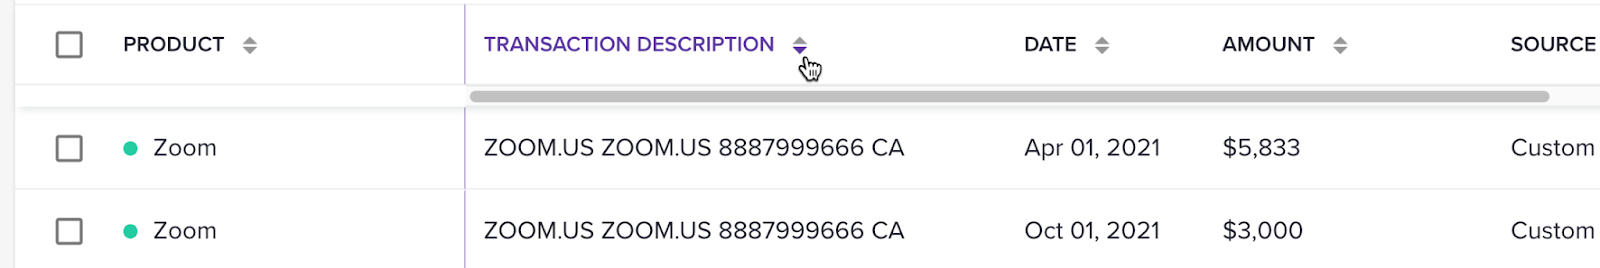 PRODUCT TRANSACTION DESCRIPTION DATE AMOUNT SOURCE
Zoom ZOOM.US ZOOM.US 8887999666 CA Apr 01, 2021 $5,833 Custom
Zoom ZOOM.US ZOOM.US 8887999666 CA Oct 01, 2021 $3,000 Custom